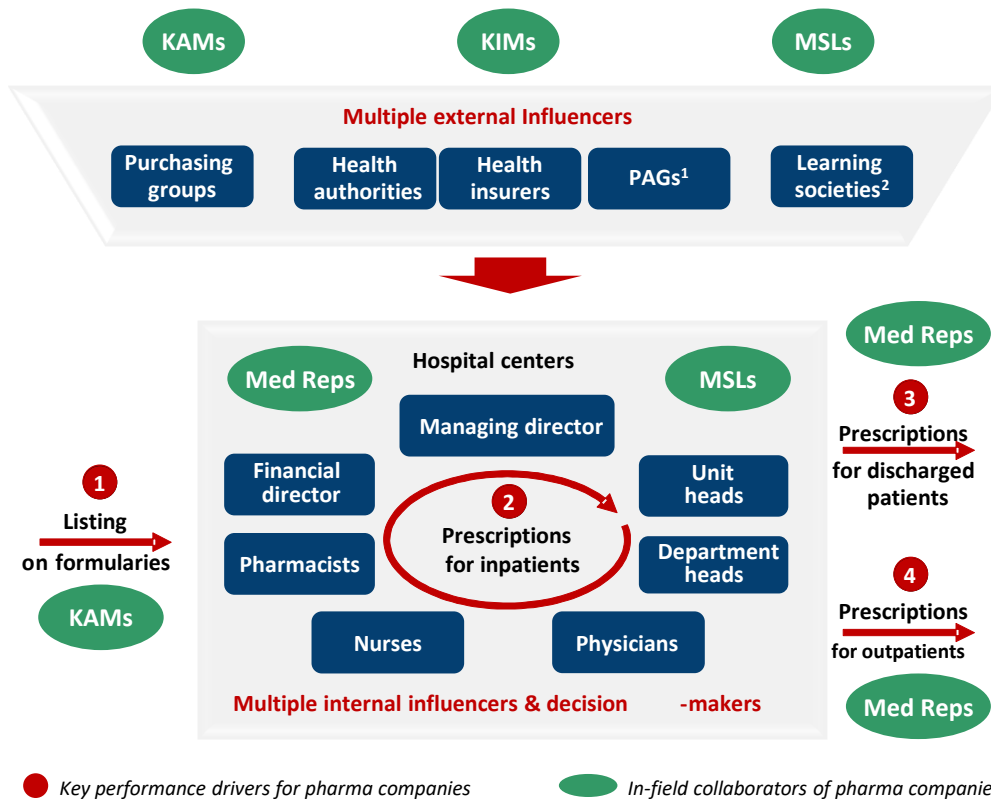 KAMs
KIMs
MSLs
Multiple external Influencers
Purchasing
groups
Health
authorities
Health
insurers
PAGs¹
Learning
societies²
Hospital centers
Med Reps
MSLs
Managing director
Financial
director
Unit
heads
Pharmacists
Department
heads
2
Prescriptions
for inpatients
Nurses
Physicians
Multiple internal influencers & decision -makers
1
Listing
on formularies
KAMs
Med Reps
3
Prescriptions
for discharged
patients
4
Prescriptions
for outpatients
Med Reps
Key performance drivers for pharma companies
In-field collaborators of pharma companie